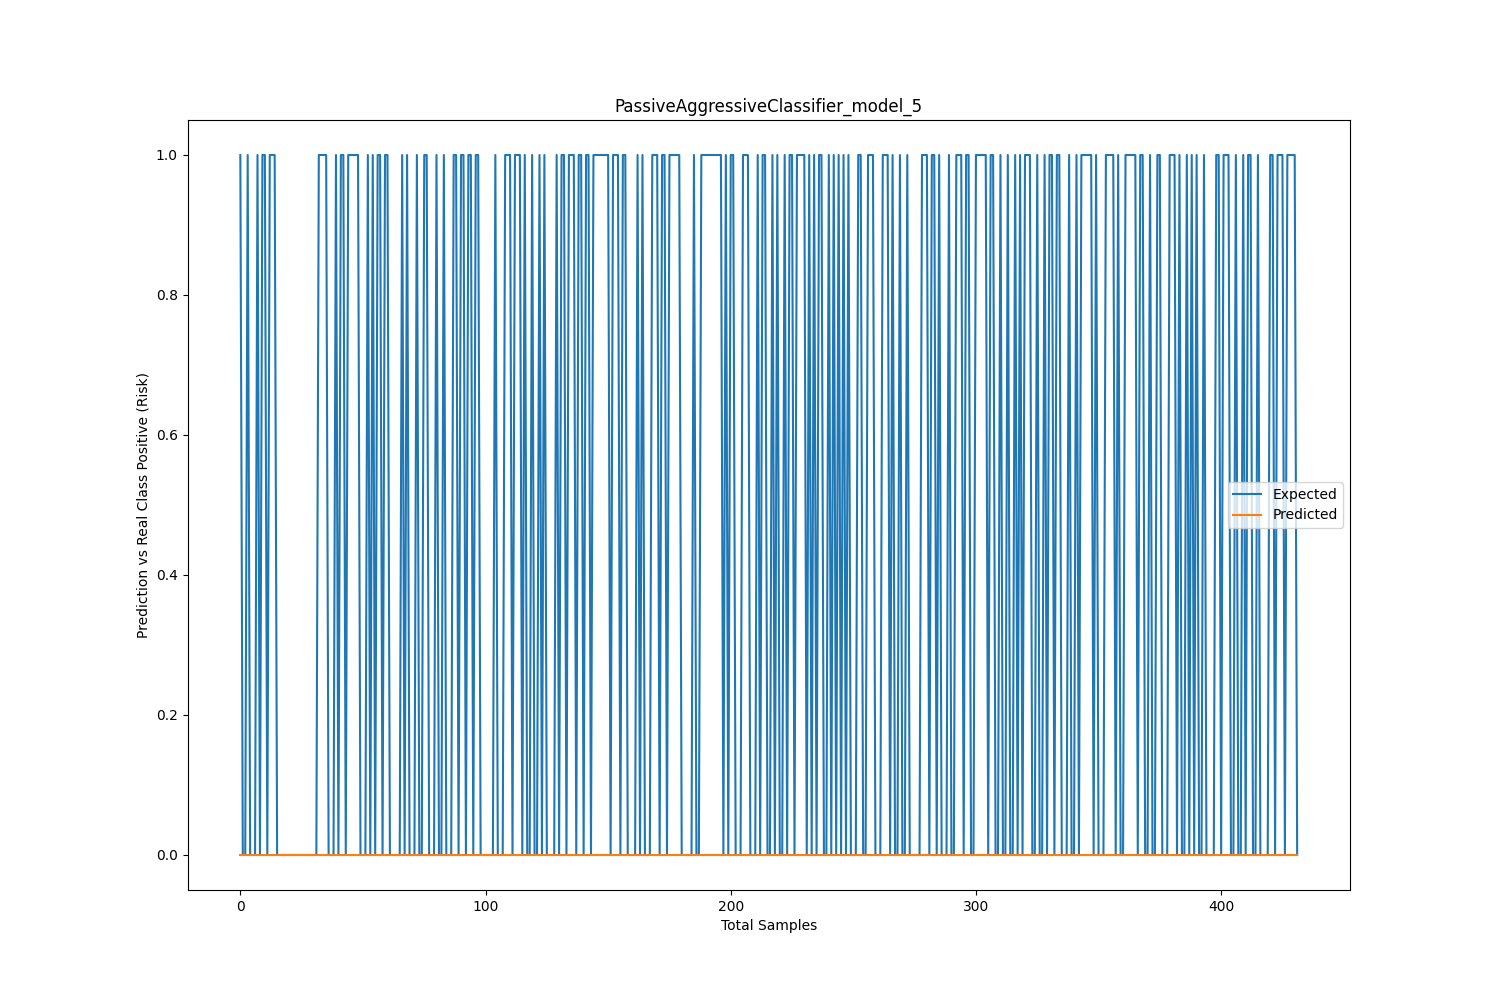 PassiveAggressiveClassifier_model_5
1.0
0.8
0.6
0.4
0.2
0.0
Prediction vs Real Class Positive (Risk)
Expected
Predicted
0
100
200
300
400
Total Samples